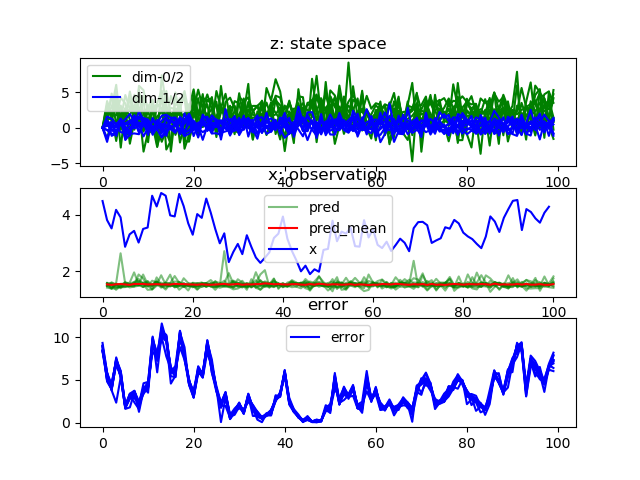 z: state space
5
0
−5
dim-0/2
dim-1/2
0 20 40 60 80 100
x: observation
4
2
pred
pred_mean
x
0 20 40 60 80 100
error
10
5
0
error
0 20 40 60 80 100